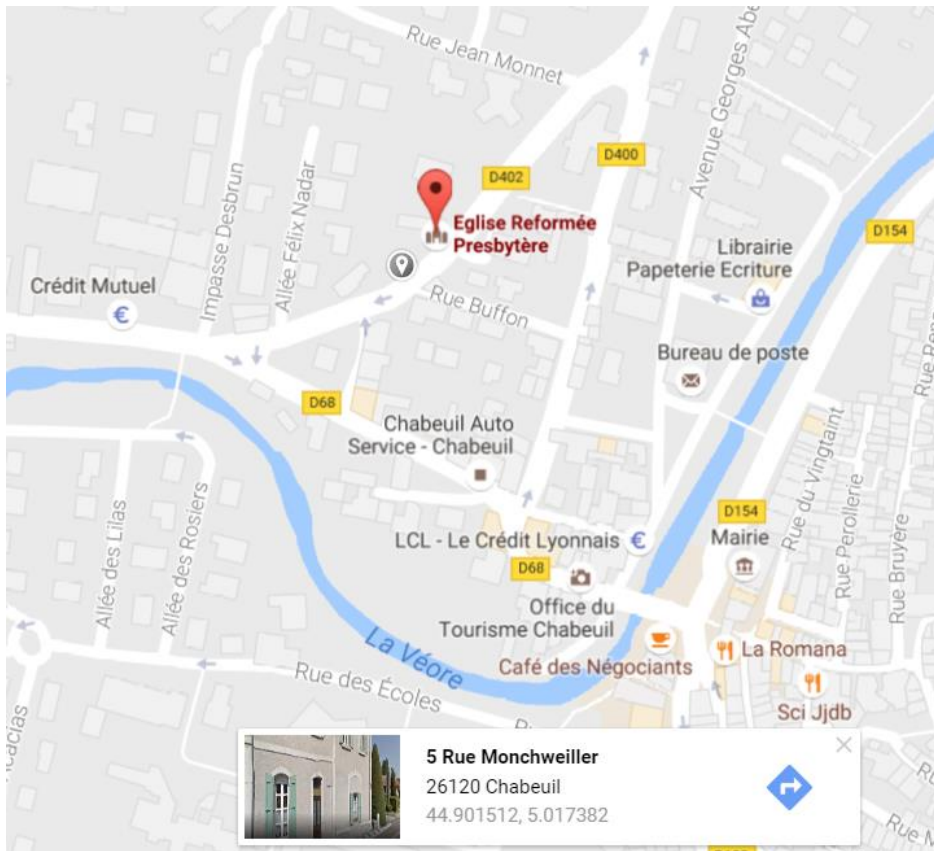 Rue Jean Monnet
Avenue Georges Abe
D400
D402
Impasse Desbrun
Allée Félix Nadar
Eglise Reformée
Presbytère
D154
Librairie
Papeterie Ecriture
Crédit Mutuel
€
Rue Buffon
Bureau de poste
D68
Chabeuil Auto
Service - Chabeuil
Rue du Vingtaint
Rue Perollerie
Rue Bruyère
Allée des Lilas
Allée des Rosiers
D154
Mairie
LCL - Le Crédit Lyonnais €
D68
Office du
Tourisme Chabeuil
La Véore
Café des Négociants
La Romana
Rue des Écoles
Sci Jjdb
5 Rue Monchweiller
26120 Chabeuil
44.901512, 5.017382